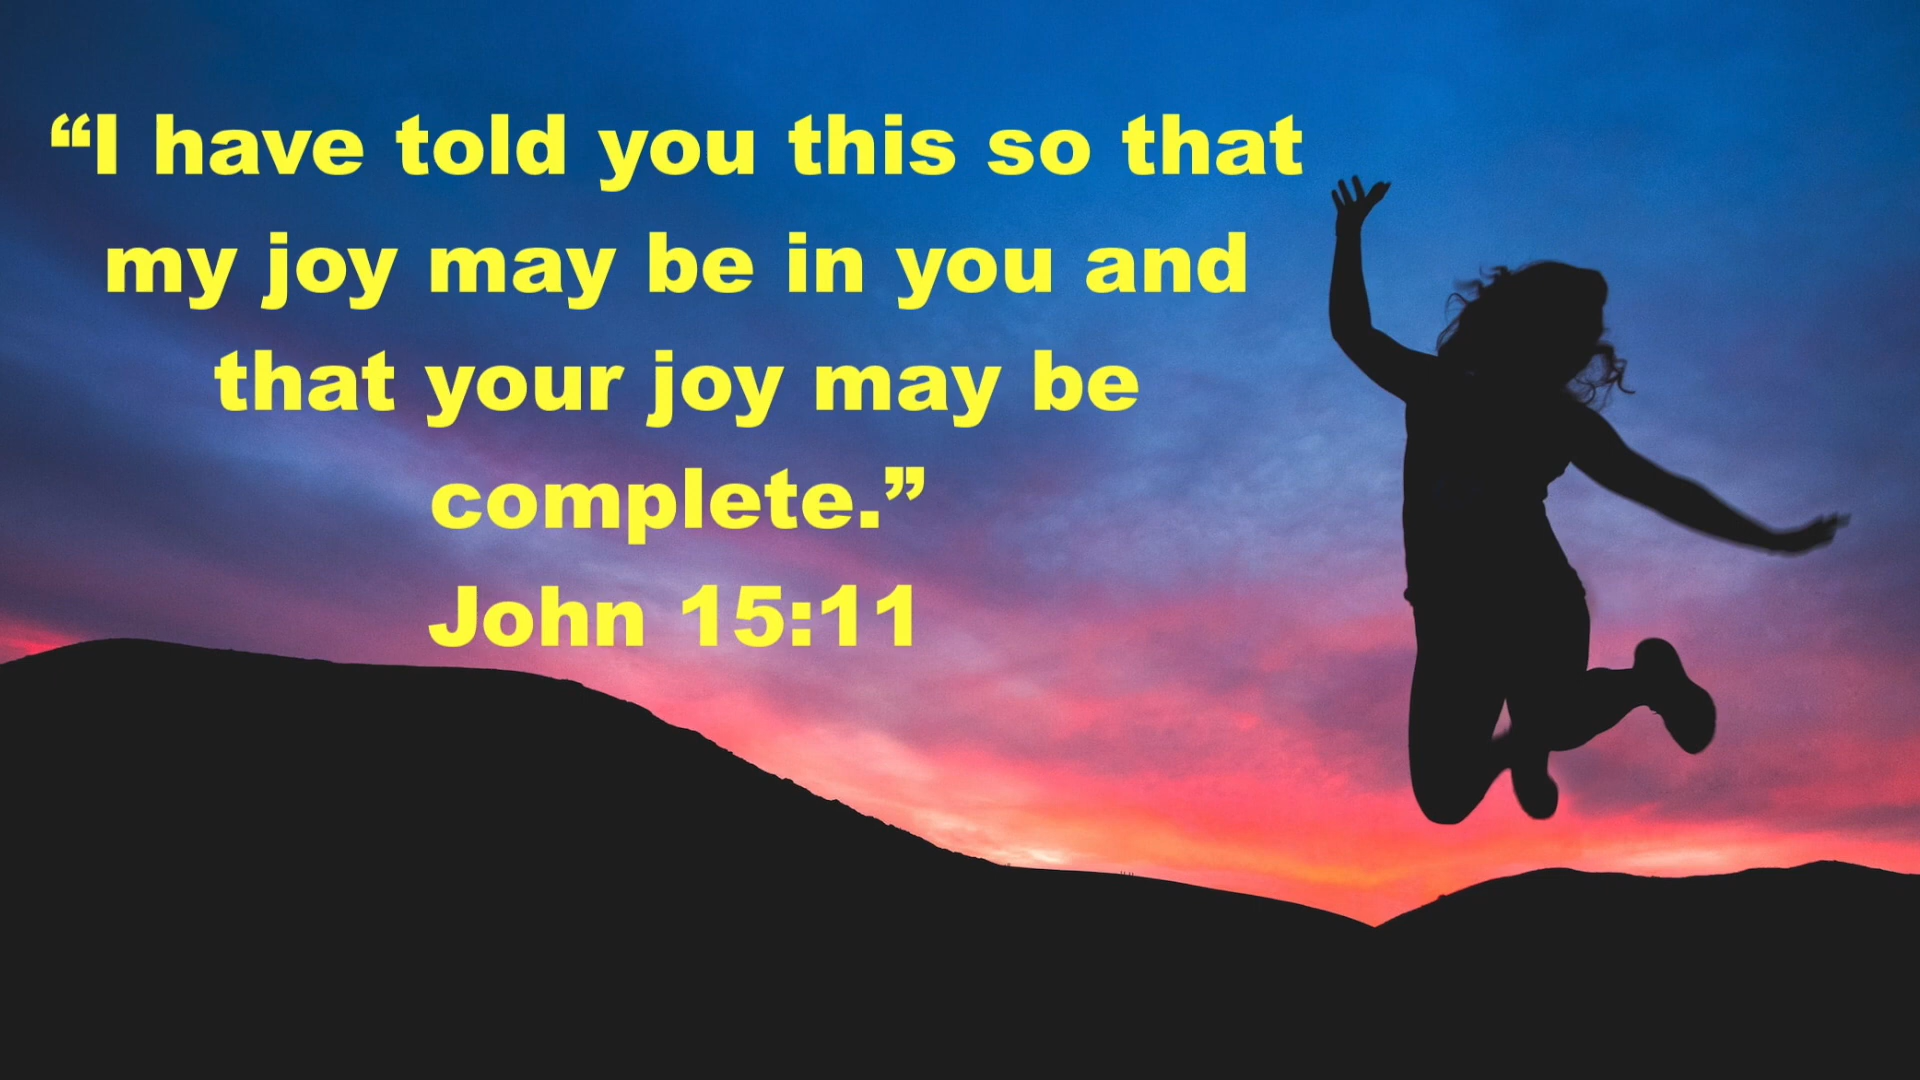 “I have told you this so that
my joy may be in you and
that your joy may be
complete.”
John 15:11